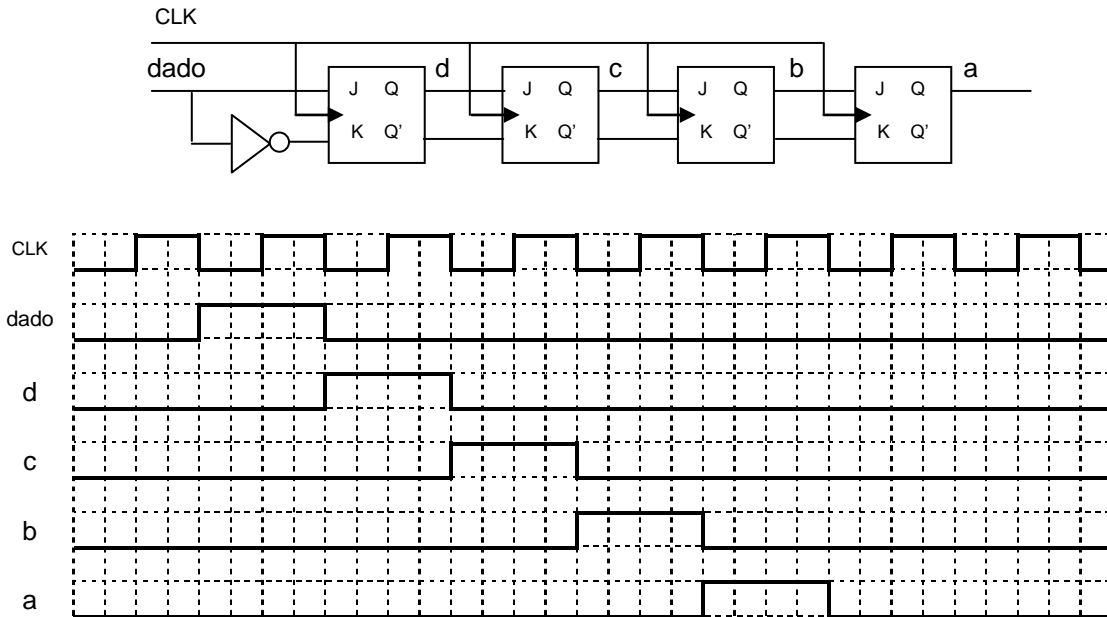 CLK
dado d c b a
J Q J Q J Q J Q
K Q' K Q' K Q' K Q'
CLK
dado
d
c
b
a